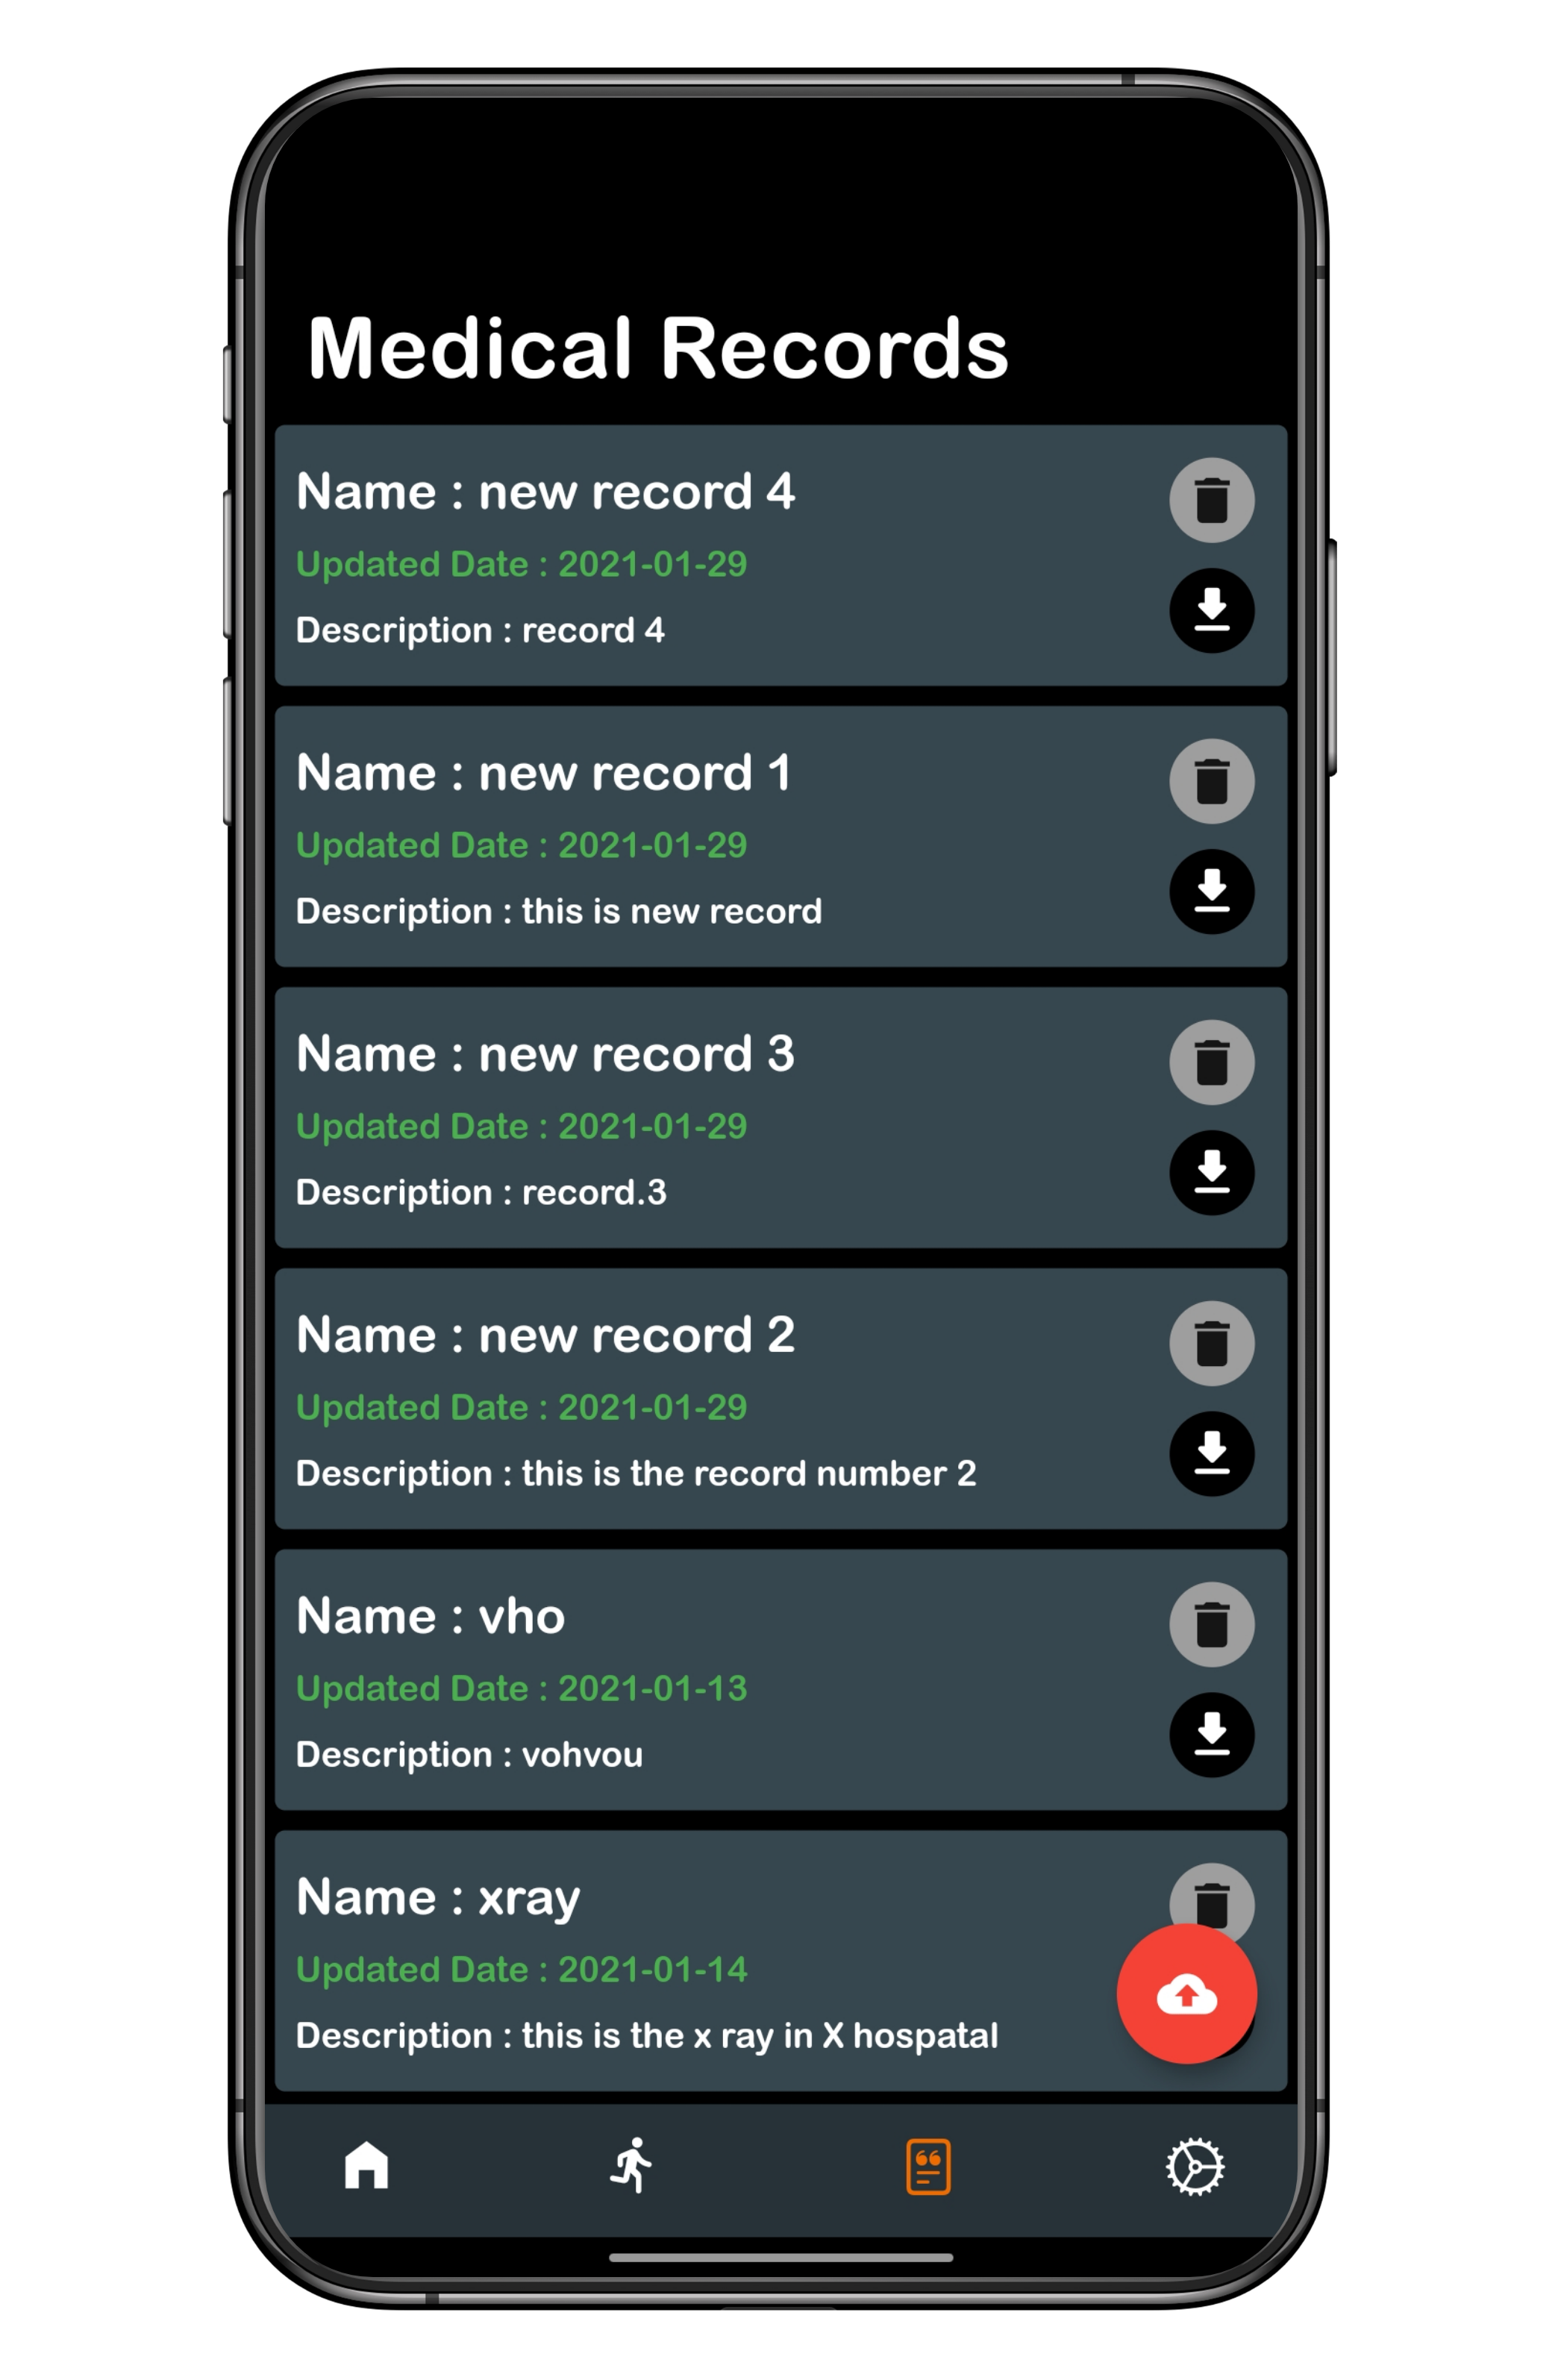 Medical Records
Name : new record 4
Updated Date : 2021-01-29
Description : record 4
Name : new record 1
Updated Date : 2021-01-29
Description : this is new record
Name : new record 3
Updated Date : 2021-01-29
Description : record.3
Name : new record 2
Updated Date : 2021-01-29
Description : this is the record number 2
Name : vho
Updated Date : 2021-01-13
Description : vohvou
Name : xray
Updated Date : 2021-01-14
Description : this is the x ray in X hospatal